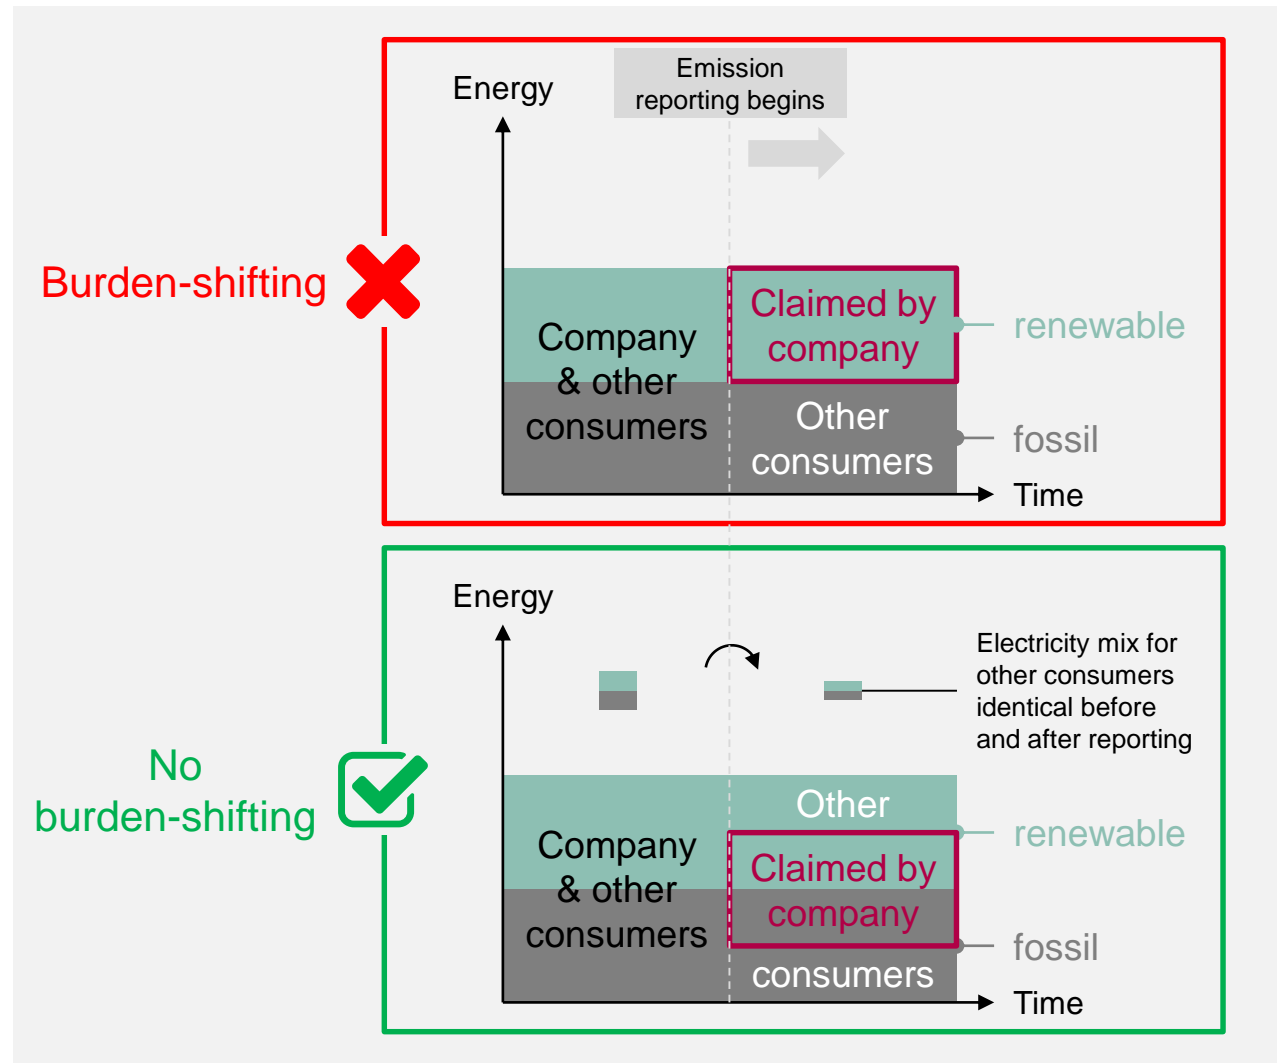 Emission
reporting begins
Energy
Burden-shifting
Company
& other
consumers
Claimed by
company
Other
consumers
renewable
fossil
Time
Energy
Electricity mix for
other consumers
identical before
and after reporting
No
burden-shifting
Company
& other
consumers
Other
Claimed by
company
consumers
renewable
fossil
Time